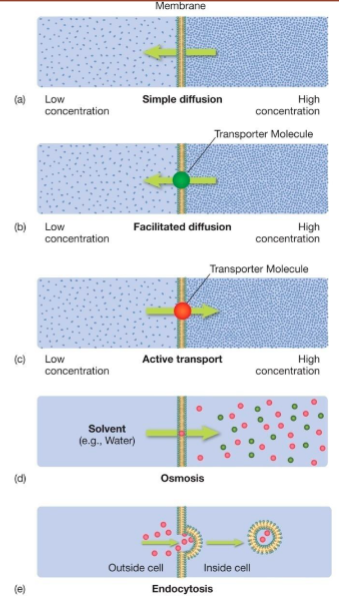 Membrane
(a) Low concentration Simple diffusion High concentration
Transporter Molecule
(b) Low concentration Facilitated diffusion High concentration
Transporter Molecule
(c) Low concentration Active transport High concentration
Solvent
(e.g., Water)
(d) Osmosis
Outside cell Inside cell
(e) Endocytosis